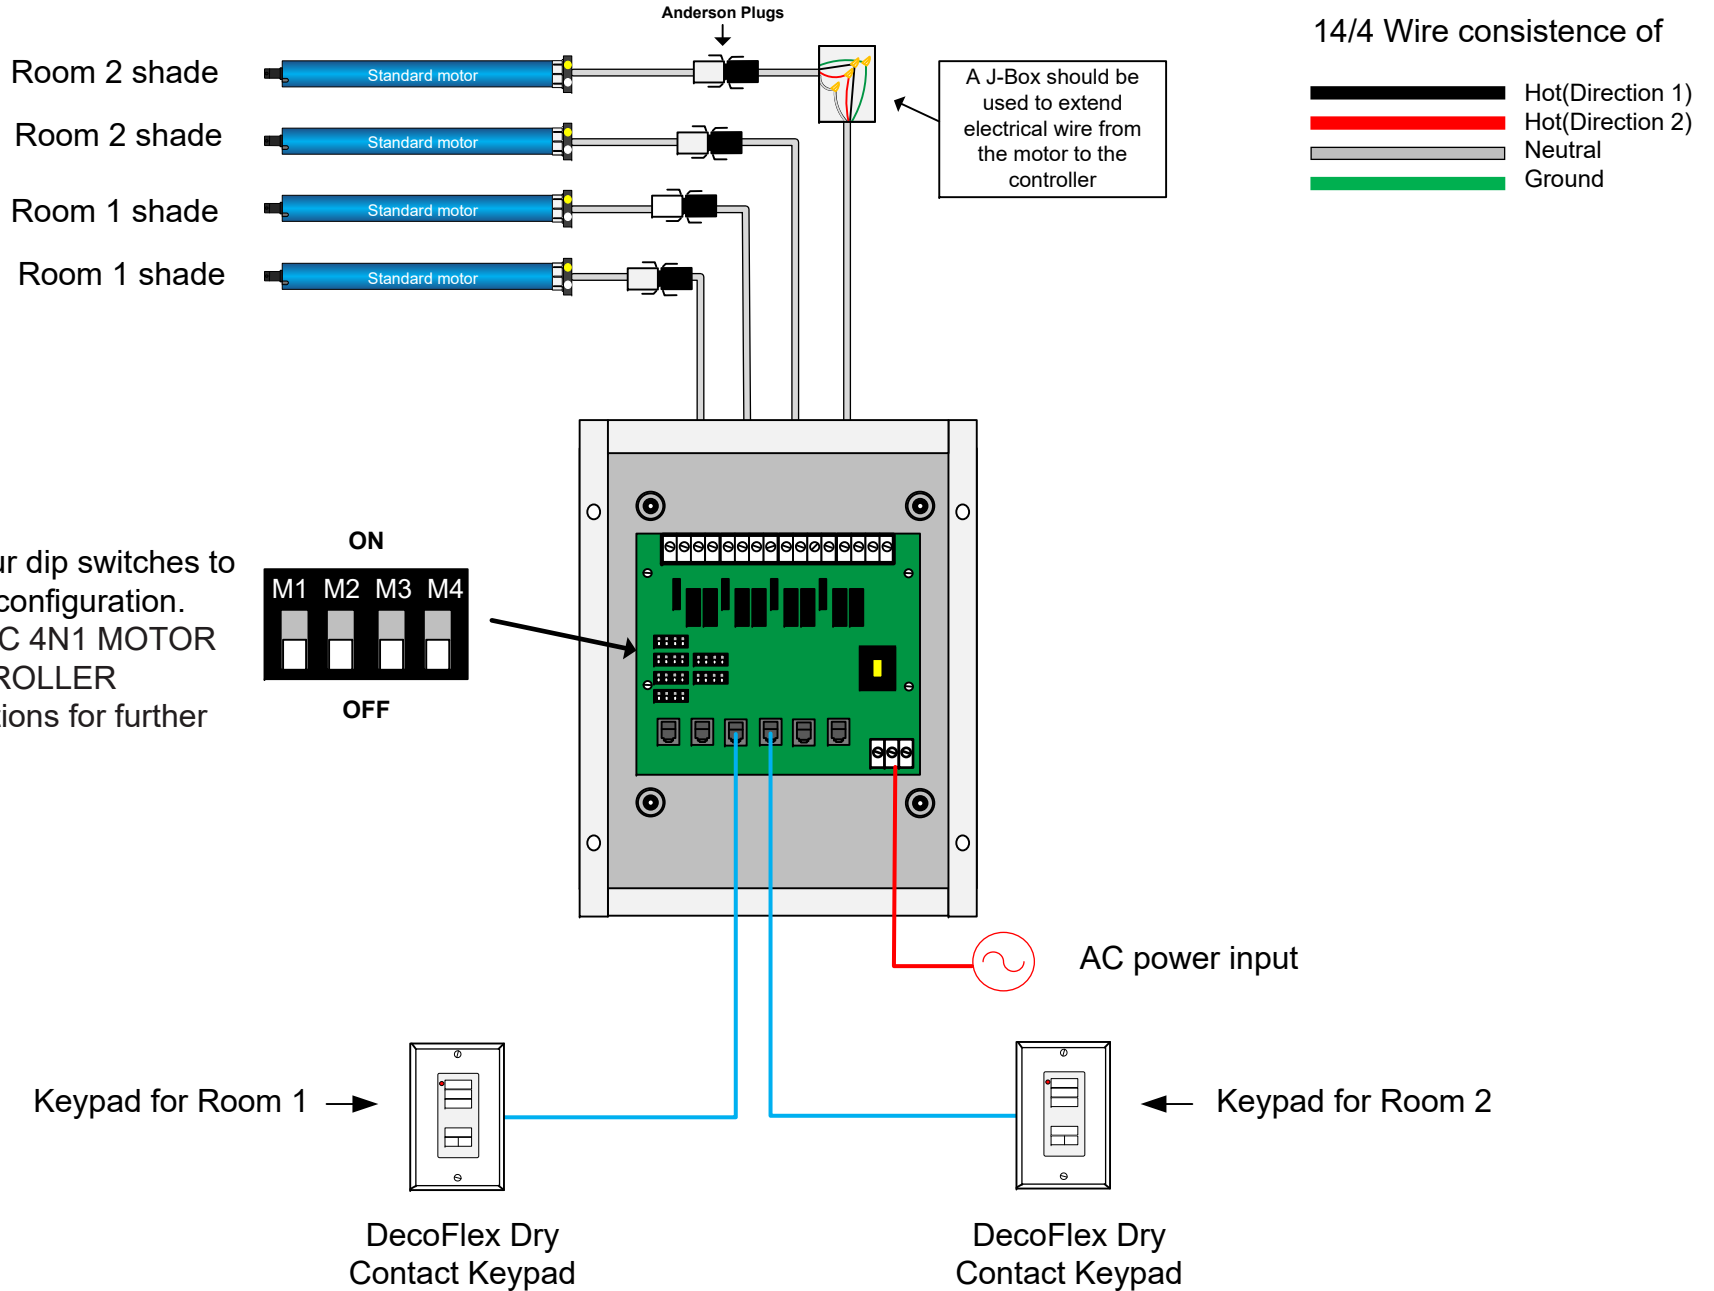 Anderson Plugs
14/4 Wire consistence of
Room 2 shade
Standard motor
Room 2 shade
Standard motor
Room 1 shade
Standard motor
Room 1 shade
Standard motor
A J-Box should be
used to extend
electrical wire from
the motor to the
controller
Hot(Direction 1)
Hot(Direction 2)
Neutral
Ground
dip switches to
configuration.
4N1 MOTOR
for further
ON
M1 M2 M3 M4
OFF
AC power input
Keypad for Room 1
Keypad for Room 2
DecoFlex Dry
Contact Keypad
DecoFlex Dry
Contact Keypad